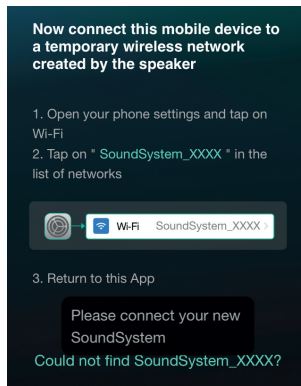 Now connect this mobile device to
a temporary wireless network
created by the speaker
1. Open your phone settings and tap on
Wi-Fi
2. Tap on " SoundSystem_XXXX " in the
list of networks
Wi-Fi SoundSystem_XXXX >
3. Return to this App
Please connect your new
SoundSystem
Could not find SoundSystem_XXXX?